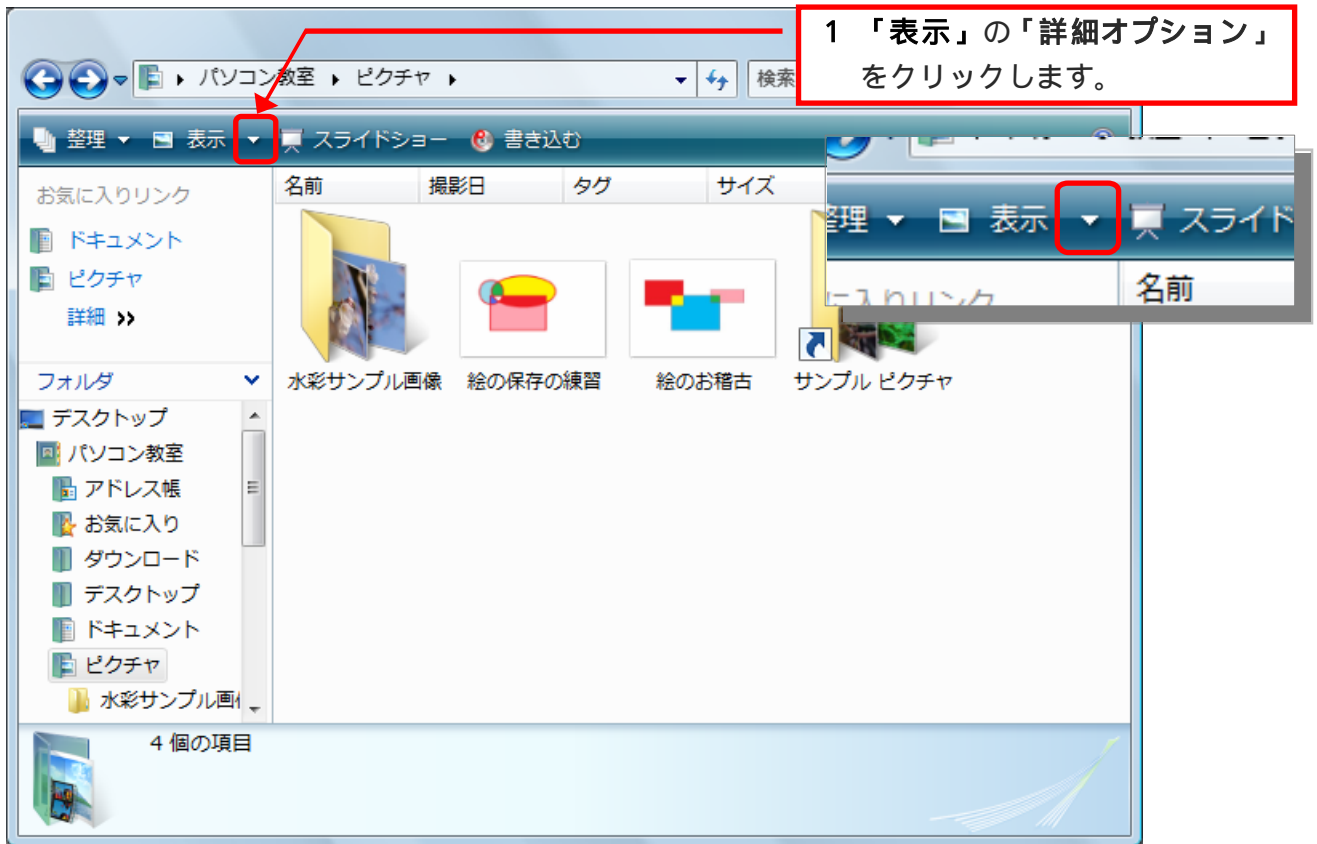 1 「表示」の「詳細オプション」
をクリックします。
パソコン教室 ピクチャ
検索
整理 表示 スライドショー 書き込む
お気に入りリンク
ドキュメント
ピクチャ
詳細 »
名前 撮影日 タグ サイズ
水彩サンプル画像 絵の保存の練習 絵のお稽古 サンプル ピクチャ
フォルダ
デスクトップ
パソコン教室
アドレス帳
お気に入り
ダウンロード
デスクトップ
ドキュメント
ピクチャ
水彩サンプル画
4 個の項目
整理 表示 スライド
に入りリンク
名前